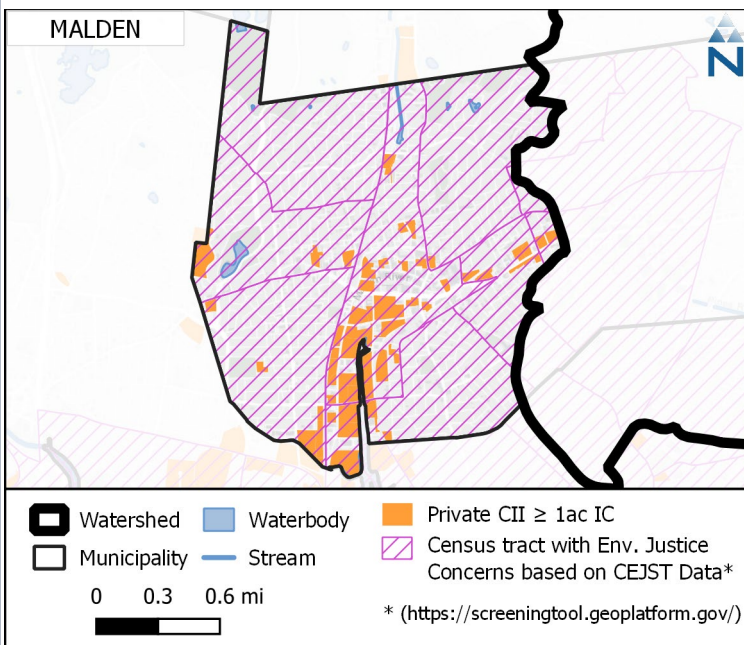 MALDEN
N
Watershed
Waterbody
Private CII ≥ 1ac IC
Municipality
Stream
Census tract with Env. Justice
Concerns based on CEJST Data*
0 0.3 0.6 mi
* (https://screeningtool.geoplatform.gov/)